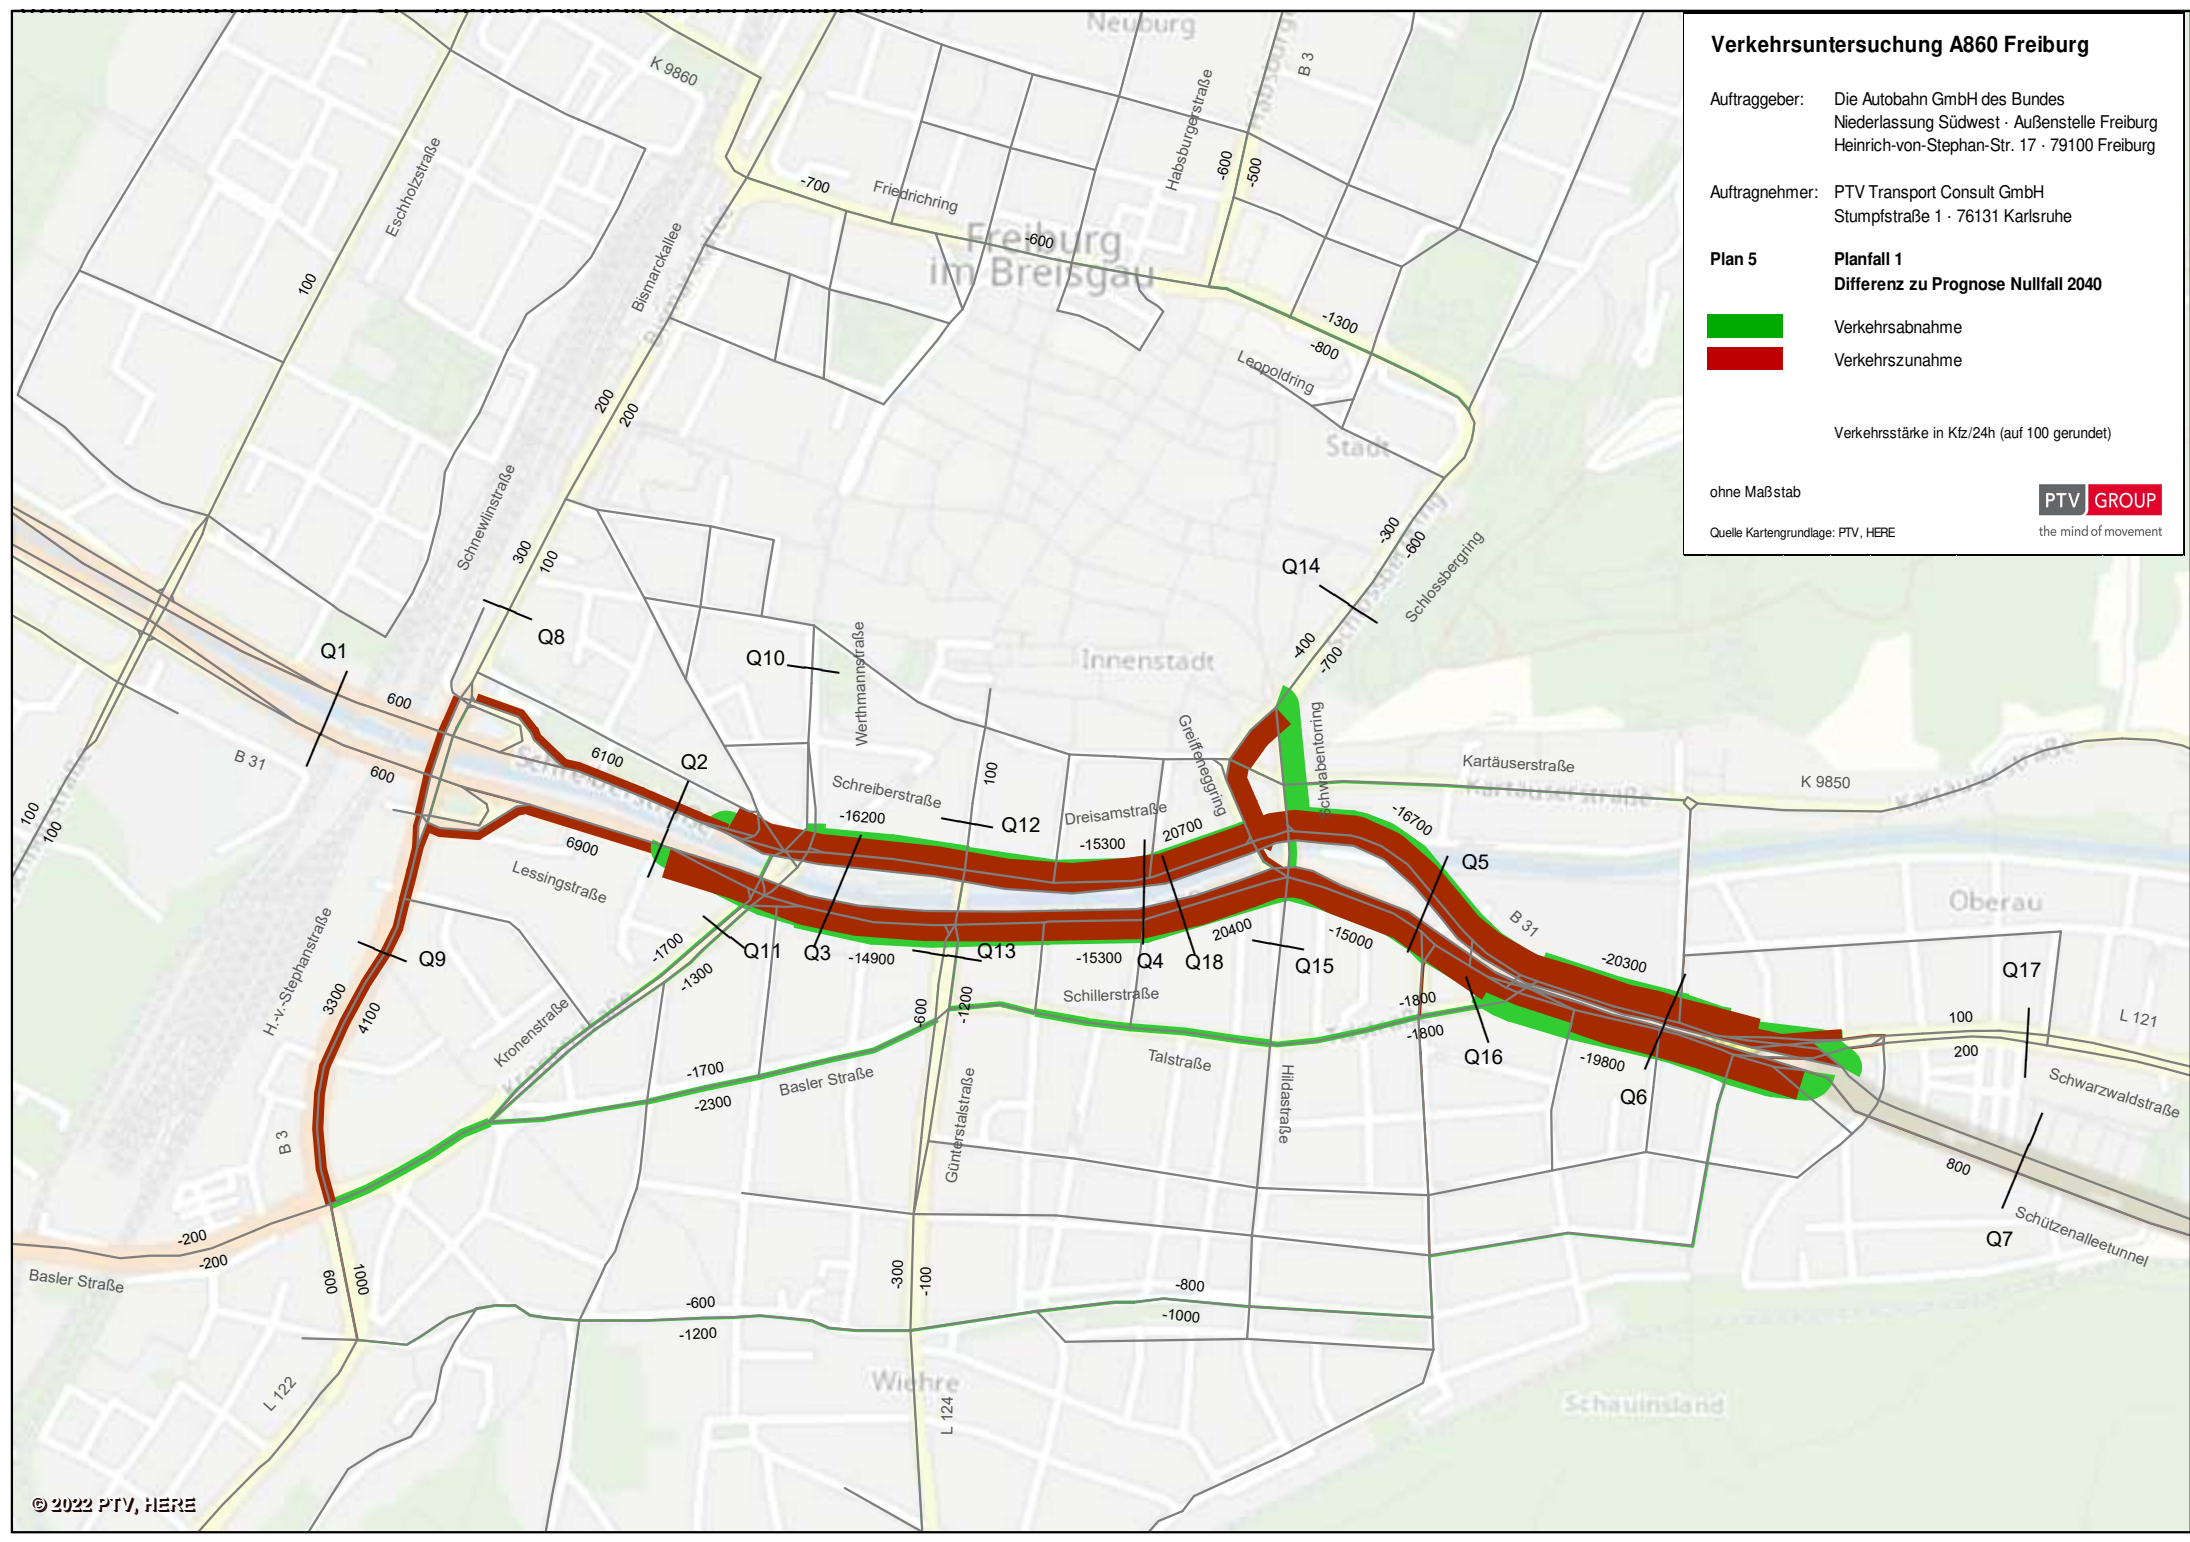 Verkehrsuntersuchung A860 Freiburg
Auftraggeber: Die Autobahn GmbH des Bundes
Niederlassung Südwest · Außenstelle Freiburg
Heinrich-von-Stephan-Str. 17 · 79100 Freiburg
Auftragnehmer: PTV Transport Consult GmbH
Stumpfstraße 1 · 76131 Karlsruhe
Plan 5 Planfall 1
Differenz zu Prognose Nullfall 2040
Verkehrsabnahme
Verkehrszunahme
Verkehrsstärke in Kfz/24h (auf 100 gerundet)
ohne Maßstab
PTV GROUP
the mind of movement
Quelle Kartengrundlage: PTV, HERE
Neuburg
K 9860
B 3
Habsburgerstraße
Eschholzstraße
-700
Friedrichring
-600
-500
Freiburg
im Breisgau
-600
Bismarckallee
100
-1300
-800
Leopoldring
200
200
Stadt
Schnewlinstraße
300
100
-300
-600
Schlossbergring
Q14
Q8
Q1
Q10
Werthmannstraße
Innenstadt
-400
-700
600
B 31
600
6100
Q2
Schreiberstraße
-16200
100
Q12
Dreisamstraße
-15300
20700
Greiffeneggring
Schwabentorring
-16700
Kartäuserstraße
Kartäuserstraße
K 9850
Kartäuserstraße
100
100
6900
Lessingstraße
Q5
B 31
Oberau
Q9
H.-v.-Stephanstraße
-1700
Q11
-1300
Q3
-14900
Q13
-15300
Q4
Q18
20400
Q15
-15000
-20300
Q17
3300
4100
Kronenstraße
-600
-1200
Schillerstraße
-1800
-1800
Q16
-19800
Q6
100
200
L 121
Schwarzwaldstraße
Talstraße
-1700
-2300
Basler Straße
Günterstalstraße
Hildastraße
B 3
800
Schützenalleetunnel
Q7
-200
-200
Basler Straße
600
1000
-300
-100
-600
-1200
-800
-1000
L 122
Wiehre
L 124
Schauinsland
© 2022 PTV, HERE